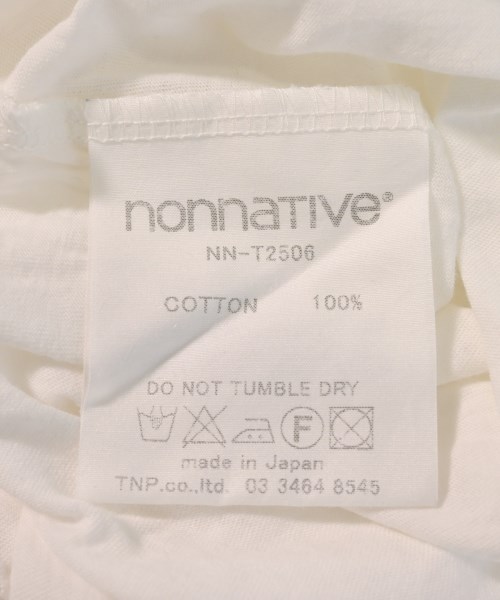 nonnative®
NN-T2506
COTTON 100%
DO NOT TUMBLE DRY
F
made in Japan
TNP.co.,ltd. 03 3464 8545